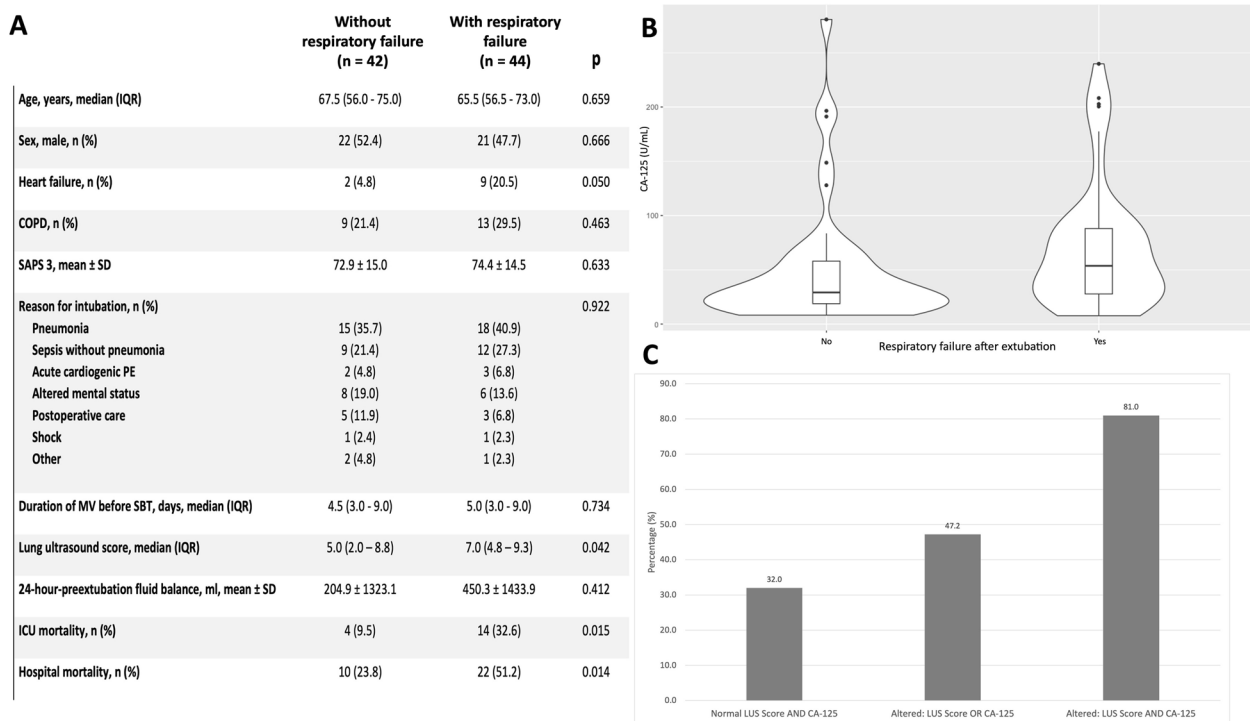 A
Without respiratory failure (n = 42) With respiratory failure (n = 44) p
Age, years, median (IQR) 67.5 (56.0 - 75.0) 65.5 (56.5 - 73.0) 0.659
Sex, male, n (%) 22 (52.4) 21 (47.7) 0.666
Heart failure, n (%) 2 (4.8) 9 (20.5) 0.050
COPD, n (%) 9 (21.4) 13 (29.5) 0.463
SAPS 3, mean ± SD 72.9 ± 15.0 74.4 ± 14.5 0.633
Reason for intubation, n (%) 0.922
Pneumonia 15 (35.7) 18 (40.9)
Sepsis without pneumonia 9 (21.4) 12 (27.3)
Acute cardiogenic PE 2 (4.8) 3 (6.8)
Altered mental status 8 (19.0) 6 (13.6)
Postoperative care 5 (11.9) 3 (6.8)
Shock 1 (2.4) 1 (2.3)
Other 2 (4.8) 1 (2.3)
Duration of MV before SBT, days, median (IQR) 4.5 (3.0 - 9.0) 5.0 (3.0 - 9.0) 0.734
Lung ultrasound score, median (IQR) 5.0 (2.0 – 8.8) 7.0 (4.8 – 9.3) 0.042
24-hour-preextubation fluid balance, ml, mean ± SD 204.9 ± 1323.1 450.3 ± 1433.9 0.412
ICU mortality, n (%) 4 (9.5) 14 (32.6) 0.015
Hospital mortality, n (%) 10 (23.8) 22 (51.2) 0.014
B
CA-125 (U/mL)
200
100
0
No Yes
Respiratory failure after extubation
C
Percentage (%)
90.0
80.0
70.0
60.0
50.0
40.0
30.0
20.0
10.0
0.0
32.0
47.2
81.0
Normal LUS Score AND CA-125 Altered: LUS Score OR CA-125 Altered: LUS Score AND CA-125